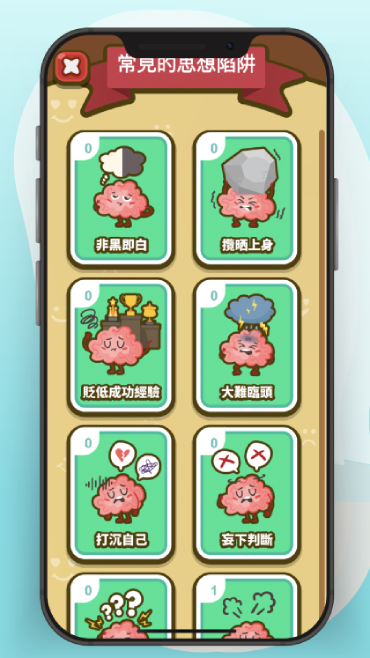 常見的思想陷阱
0
0
非黑即白
攬晒上身
0
0
貶低成功經驗
大難臨頭
0
0
打沉自己
妄下判斷
0
1
???